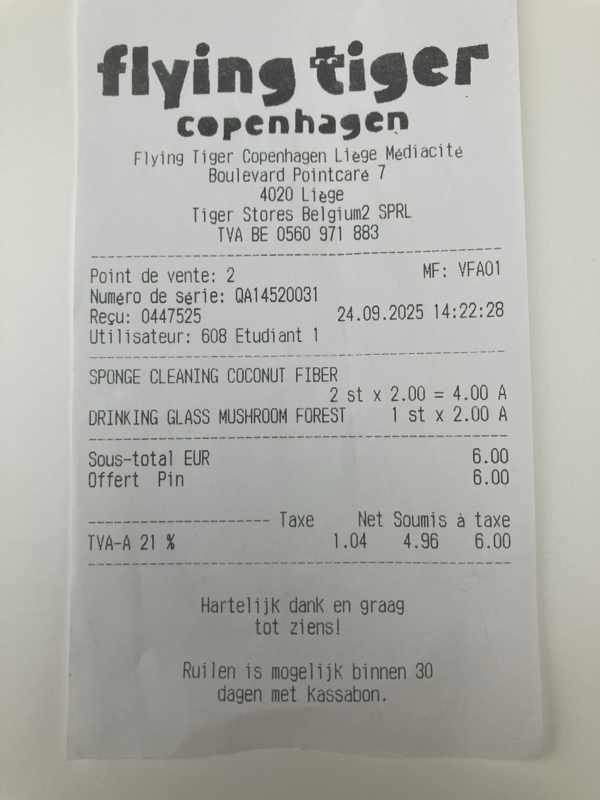 flying tiger
copenhagen
Flying Tiger Copenhagen Liège Médiacité
Boulevard Pointcaré 7
4020 Liège
Tiger Stores Belgium2 SPRL
TVA BE 0560 971 883
Point de vente: 2 MF: VFA01
Numéro de série: QA14520031
Reçu: 0447525 24.09.2025 14:22:28
Utilisateur: 608 Etudiant 1
SPONGE CLEANING COCONUT FIBER
2 st x 2.00 = 4.00 A
DRINKING GLASS MUSHROOM FOREST 1 st x 2.00 A
Sous-total EUR 6.00
Offert Pin 6.00
-------------------- Taxe Net Soumis à taxe
TVA-A 21 % 1.04 4.96 6.00
Hartelijk dank en graag
tot ziens!
Ruilen is mogelijk binnen 30
dagen met kassabon.